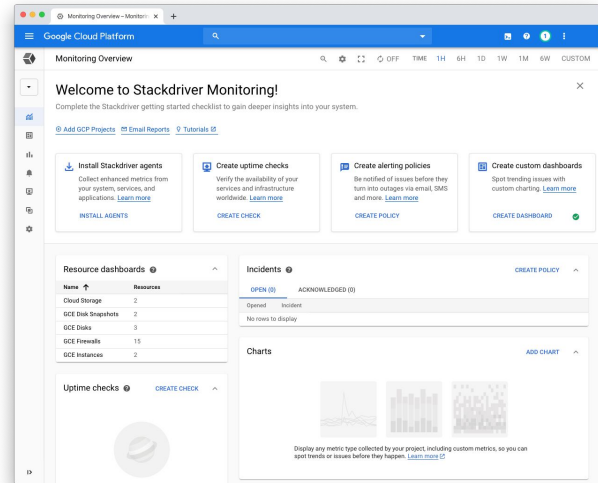 Monitoring Overview – Monitorin
Google Cloud Platform
1
Monitoring Overview
OFF TIME 1H 6H 1D 1W 1M 6W CUSTOM
Welcome to Stackdriver Monitoring!
Complete the Stackdriver getting started checklist to gain deeper insights into your system.
Add GCP Projects Email Reports Tutorials
Install Stackdriver agents
Collect enhanced metrics from
your system, services, and
applications. Learn more
INSTALL AGENTS
Create uptime checks
Verify the availability of your
services and infrastructure
worldwide. Learn more
CREATE CHECK
Create alerting policies
Be notified of issues before they
turn into outages via email, SMS
and more. Learn more
CREATE POLICY
Create custom dashboards
Spot trending issues with
custom charting. Learn more
CREATE DASHBOARD
Resource dashboards
Name Resources
Cloud Storage 2
GCE Disk Snapshots 2
GCE Disks 3
GCE Firewalls 15
GCE Instances 2
Uptime checks CREATE CHECK
Incidents CREATE POLICY
OPEN (0) ACKNOWLEDGED (0)
Opened Incident
No rows to display
Charts ADD CHART
Display any metric type collected by your project, including custom metrics, so you can
spot trends or issues before they happen. Learn more